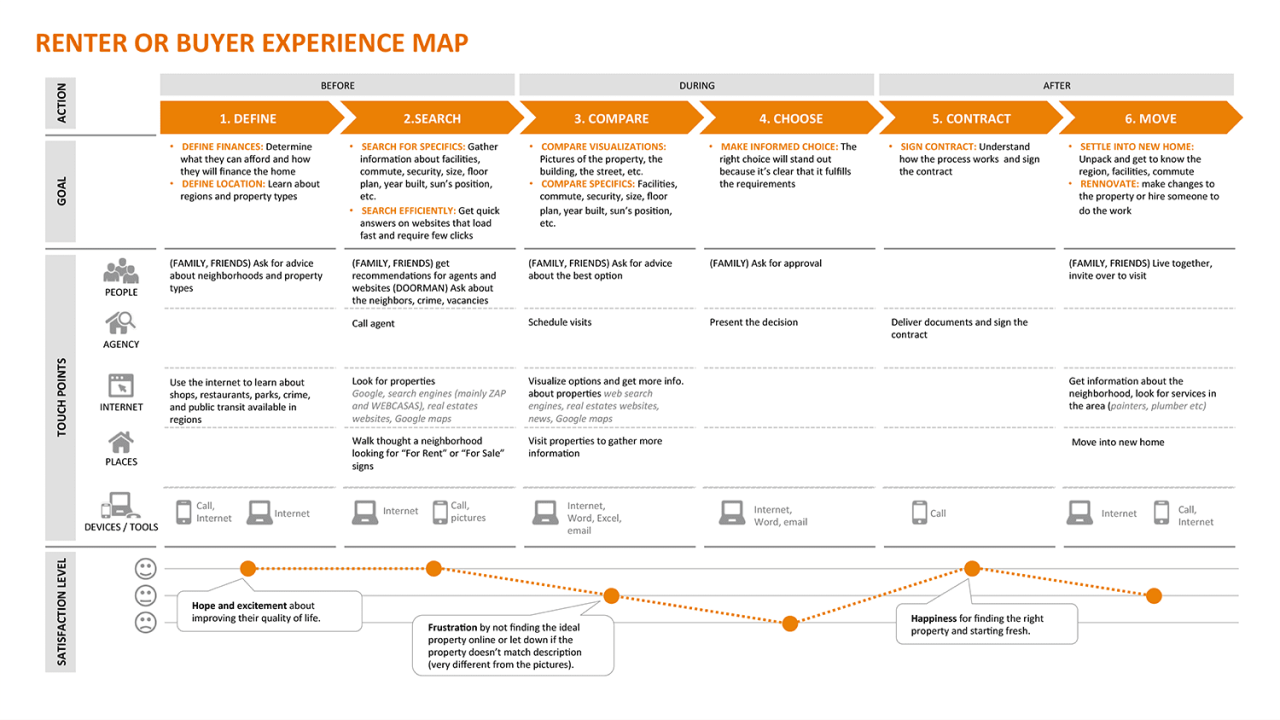 RENTER OR BUYER EXPERIENCE MAP
ACTION
BEFORE
DURING
AFTER
1. DEFINE
2.SEARCH
3. COMPARE
4. CHOOSE
5. CONTRACT
6. MOVE
GOAL
• DEFINE FINANCES: Determine
what they can afford and how
they will finance the home
• DEFINE LOCATION: Learn about
regions and property types
• SEARCH FOR SPECIFICS: Gather
information about facilities,
commute, security, size, floor
plan, year built, sun's position,
etc.
• SEARCH EFFICIENTLY: Get quick
answers on websites that load
fast and require few clicks
• COMPARE VISUALIZATIONS:
Pictures of the property, the
building, the street, etc.
• COMPARE SPECIFICS: Facilities,
commute, security, size, floor
plan, year built, sun's position,
etc.
• MAKE INFORMED CHOICE: The
right choice will stand out
because it's clear that it fulfills
the requirements
• SIGN CONTRACT: Understand
how the process works and sign
the contract
• SETTLE INTO NEW HOME:
Unpack and get to know the
region, facilities, commute
• RENNOVATE: make changes to
the property or hire someone to
do the work
TOUCH POINTS
PEOPLE
(FAMILY, FRIENDS) Ask for advice
about neighborhoods and property
types
(FAMILY, FRIENDS) get
recommendations for agents and
websites (DOORMAN) Ask about
the neighbors, crime, vacancies
(FAMILY, FRIENDS) Ask for advice
about the best option
(FAMILY) Ask for approval
(FAMILY, FRIENDS) Live together,
invite over to visit
AGENCY
Call agent
Schedule visits
Present the decision
Deliver documents and sign the
contract
INTERNET
Use the internet to learn about
shops, restaurants, parks, crime,
and public transit available in
regions
Look for properties
Google, search engines (mainly ZAP
and WEBCASAS), real estates
websites, Google maps
Visualize options and get more info.
about properties web search
engines, real estates websites,
news, Google maps
Get information about the
neighborhood, look for services in
the area (painters, plumber etc)
PLACES
Walk thought a neighborhood
looking for "For Rent" or "For Sale"
signs
Visit properties to gather more
information
Move into new home
DEVICES / TOOLS
Call,
Internet
Internet
Internet
Call,
pictures
Internet,
Word, Excel,
email
Internet,
Word, email
Call
Internet
Call,
Internet
SATISFACTION LEVEL
Hope and excitement about
improving their quality of life.
Frustration by not finding the ideal
property online or let down if the
property doesn't match description
(very different from the pictures).
Happiness for finding the right
property and starting fresh.